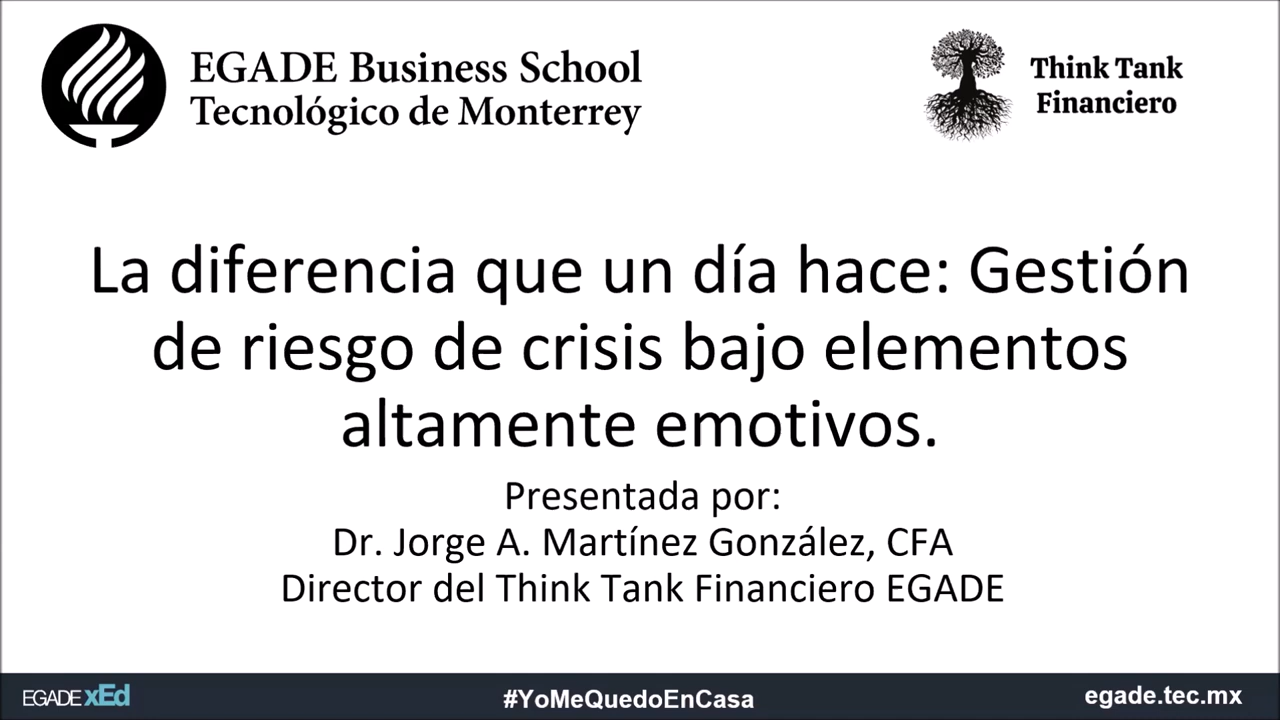 EGADE Business School
Tecnológico de Monterrey
Think Tank
Financiero
La diferencia que un día hace: Gestión
de riesgo de crisis bajo elementos
altamente emotivos.
Presentada por:
Dr. Jorge A. Martínez González, CFA
Director del Think Tank Financiero EGADE
EGADE xEd
#YoMeQuedoEnCasa
egade.tec.mx